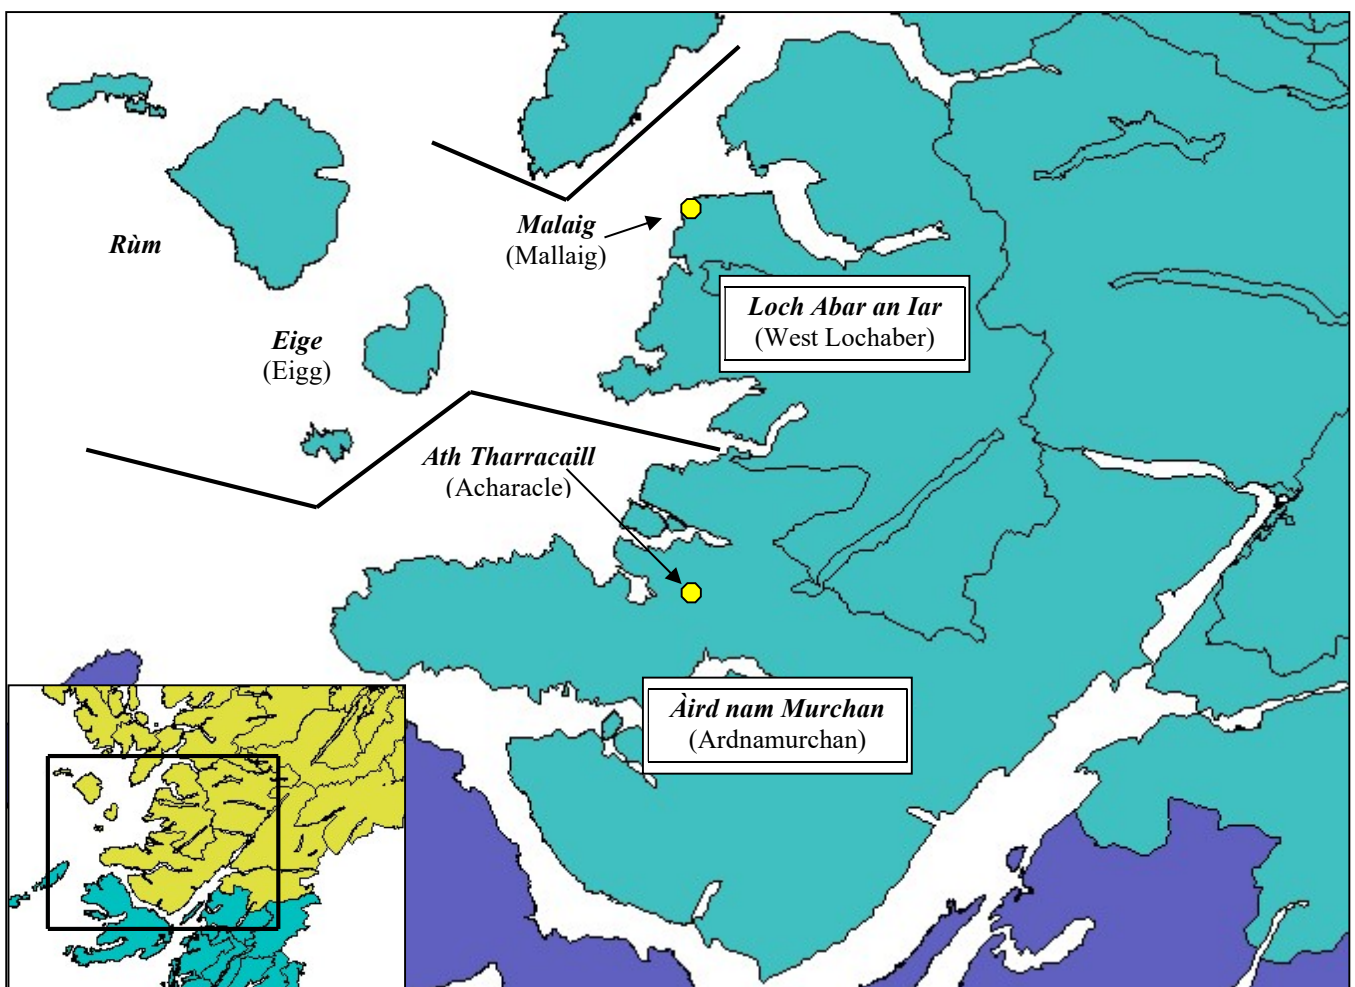 Malaig
(Mallaig)
Rùm
Loch Abar an Iar
(West Lochaber)
Eige
(Eigg)
Ath Tharracaill
(Acharacle)
Àird nam Murchan
(Ardnamurchan)